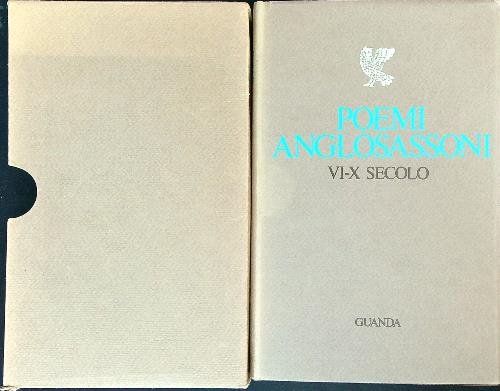 POEMI
ANGLOSASSONI
VI-X SECOLO
GUANDA